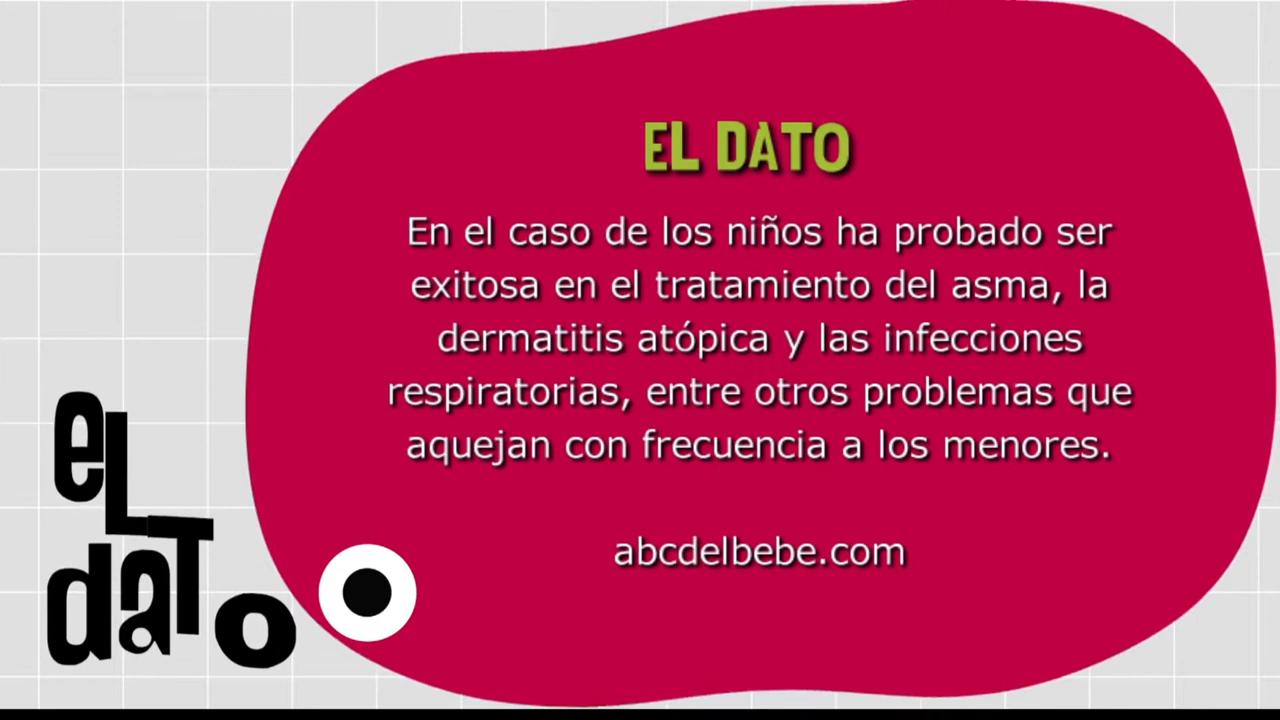 EL DATO
En el caso de los niños ha probado ser
exitosa en el tratamiento del asma, la
dermatitis atópica y las infecciones
respiratorias, entre otros problemas que
aquejan con frecuencia a los menores.
abcdelbebe.com
eL
daTo